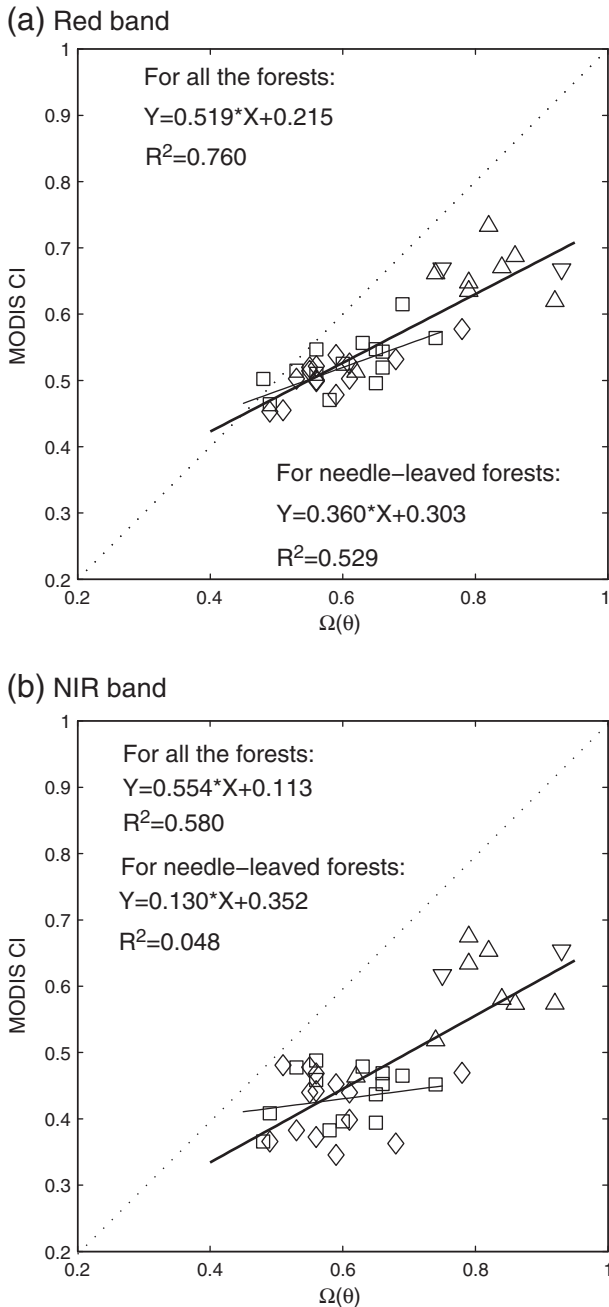 (a) Red band
For all the forests:
Y=0.519*X+0.215
R²=0.760
For needle−leaved forests:
Y=0.360*X+0.303
R²=0.529
MODIS CI
1
0.9
0.8
0.7
0.6
0.5
0.4
0.3
0.2
0.2 0.4 0.6 0.8 1
Ω(θ)
(b) NIR band
For all the forests:
Y=0.554*X+0.113
R²=0.580
For needle−leaved forests:
Y=0.130*X+0.352
R²=0.048
MODIS CI
1
0.9
0.8
0.7
0.6
0.5
0.4
0.3
0.2
0.2 0.4 0.6 0.8 1
Ω(θ)